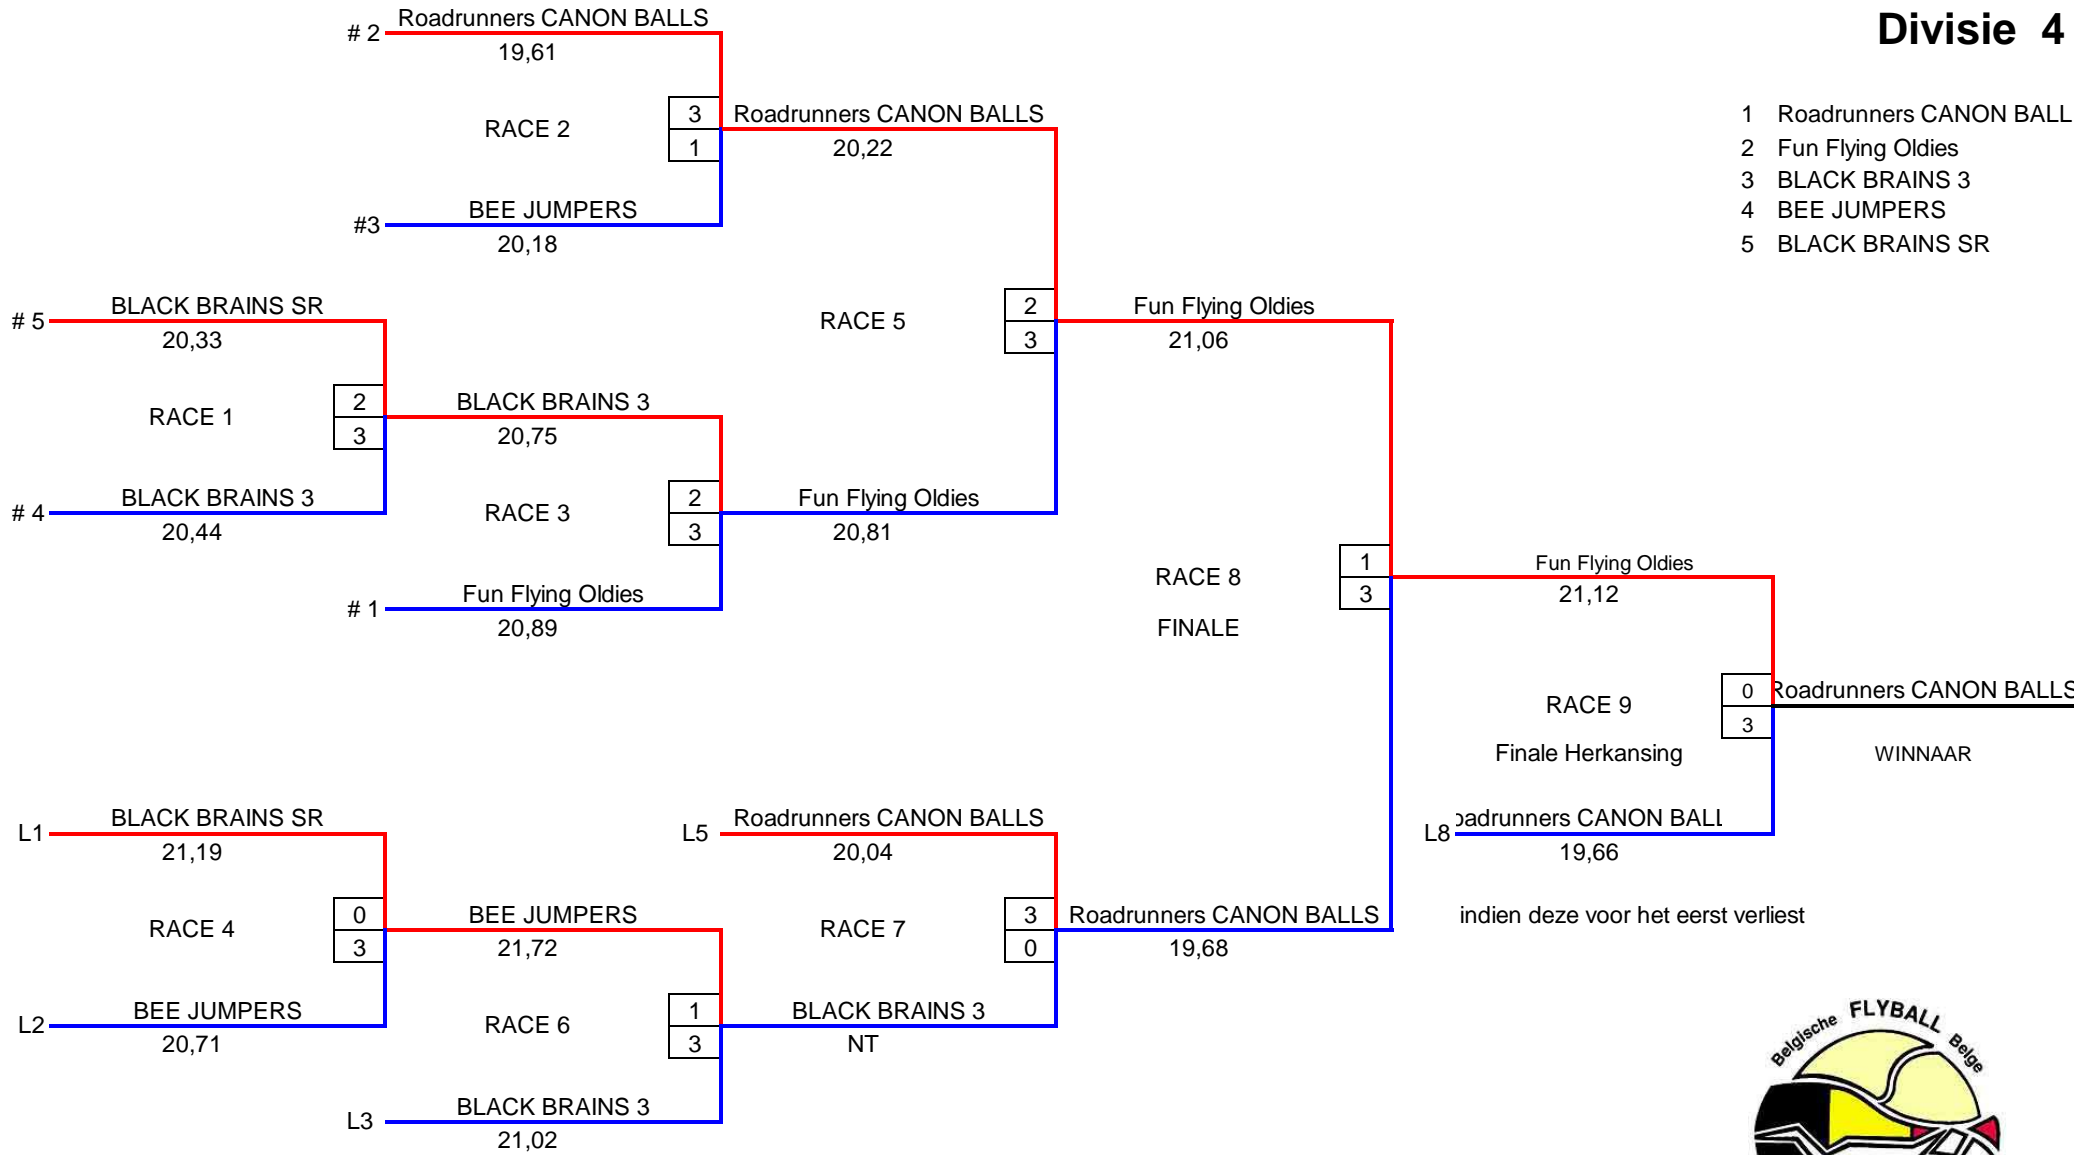 Divisie 4
1 Roadrunners CANON BALL
2 Fun Flying Oldies
3 BLACK BRAINS 3
4 BEE JUMPERS
5 BLACK BRAINS SR
# 2 Roadrunners CANON BALLS
19,61
RACE 2
3
1
#3 BEE JUMPERS
20,18
Roadrunners CANON BALLS
20,22
# 5 BLACK BRAINS SR
20,33
RACE 1
2
3
# 4 BLACK BRAINS 3
20,44
BLACK BRAINS 3
20,75
RACE 3
2
3
# 1 Fun Flying Oldies
20,89
RACE 5
2
3
Fun Flying Oldies
20,81
Fun Flying Oldies
21,06
RACE 8
FINALE
1
3
Fun Flying Oldies
21,12
RACE 9
Finale Herkansing
0
3
Roadrunners CANON BALLS
WINNAAR
L8 oadrunners CANON BALL
19,66
indien deze voor het eerst verliest
L1 BLACK BRAINS SR
21,19
RACE 4
0
3
L2 BEE JUMPERS
20,71
BEE JUMPERS
21,72
RACE 6
1
3
L3 BLACK BRAINS 3
21,02
L5 Roadrunners CANON BALLS
20,04
RACE 7
3
0
BLACK BRAINS 3
NT
Roadrunners CANON BALLS
19,68
Belgische FLYBALL Belge